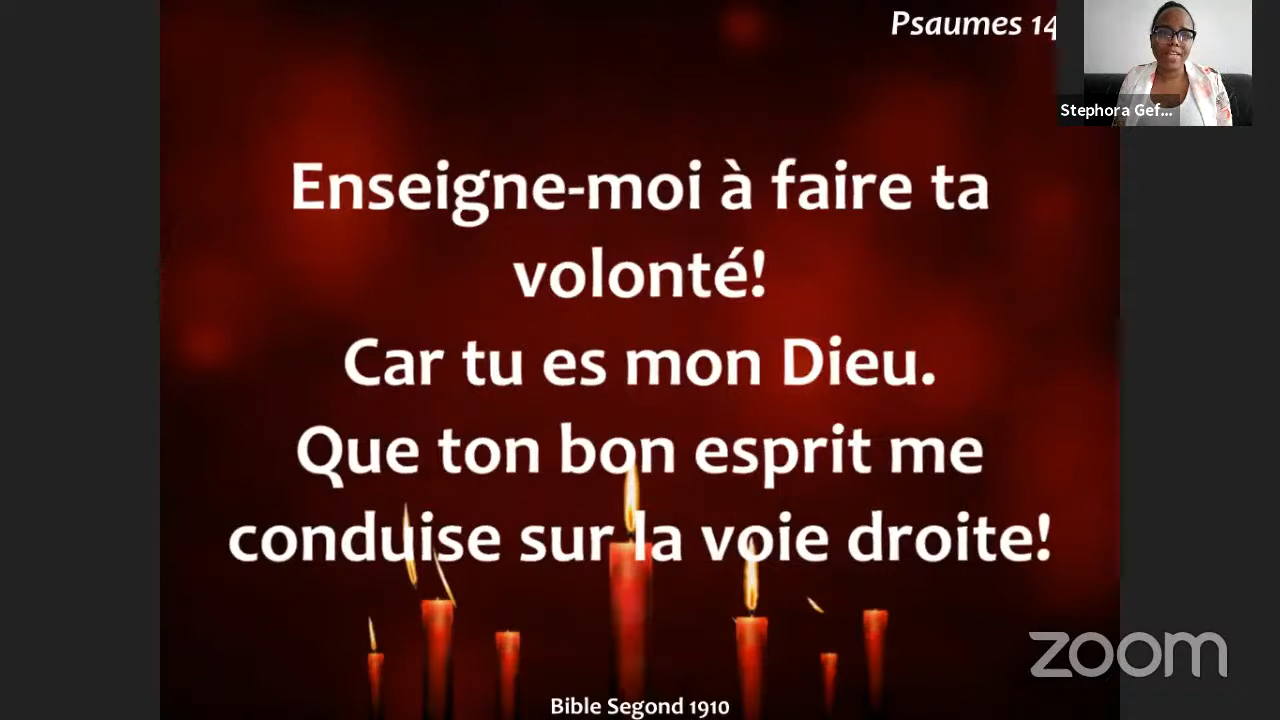 Psaumes 14
Stephora Gef...
Enseigne-moi à faire ta
volonté!
Car tu es mon Dieu.
Que ton bon esprit me
conduise sur la voie droite!
zoom
Bible Segond 1910